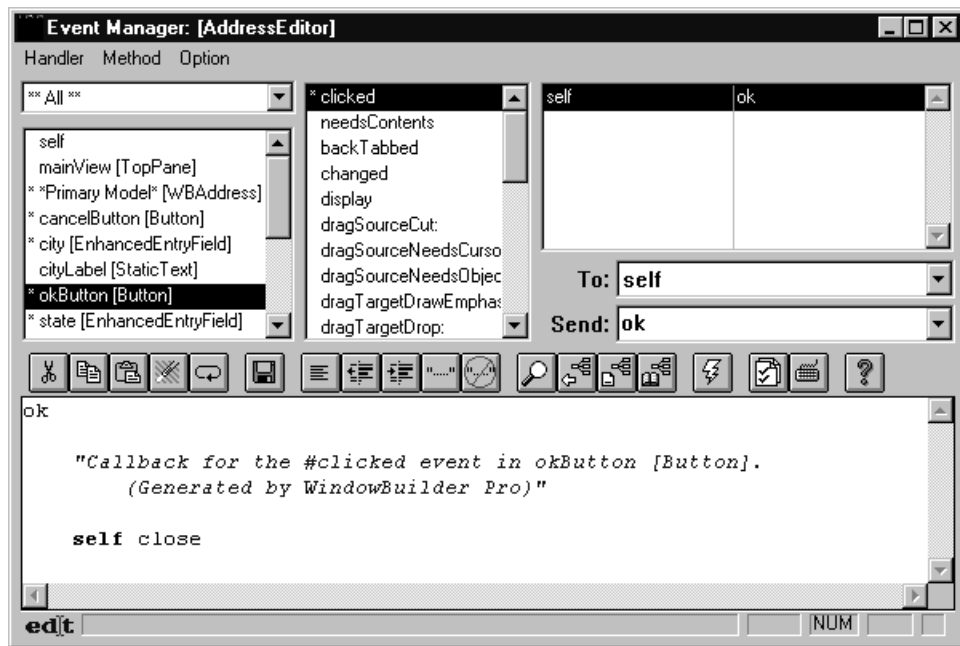 Event Manager: [AddressEditor]
Handler Method Option
** All **
self
mainView [TopPane]
* *Primary Model* [WBAddress]
* cancelButton [Button]
* city [EnhancedEntryField]
cityLabel [StaticText]
* okButton [Button]
* state [EnhancedEntryField]
* clicked
needsContents
backTabbed
changed
display
dragSourceCut:
dragSourceNeedsCurso
dragSourceNeedsObjec
dragTargetDrawEmphas
dragTargetDrop:
self ok
To: self
Send: ok
ok
"Callback for the #clicked event in okButton [Button].
(Generated by WindowBuilder Pro)"
self close
edit
NUM